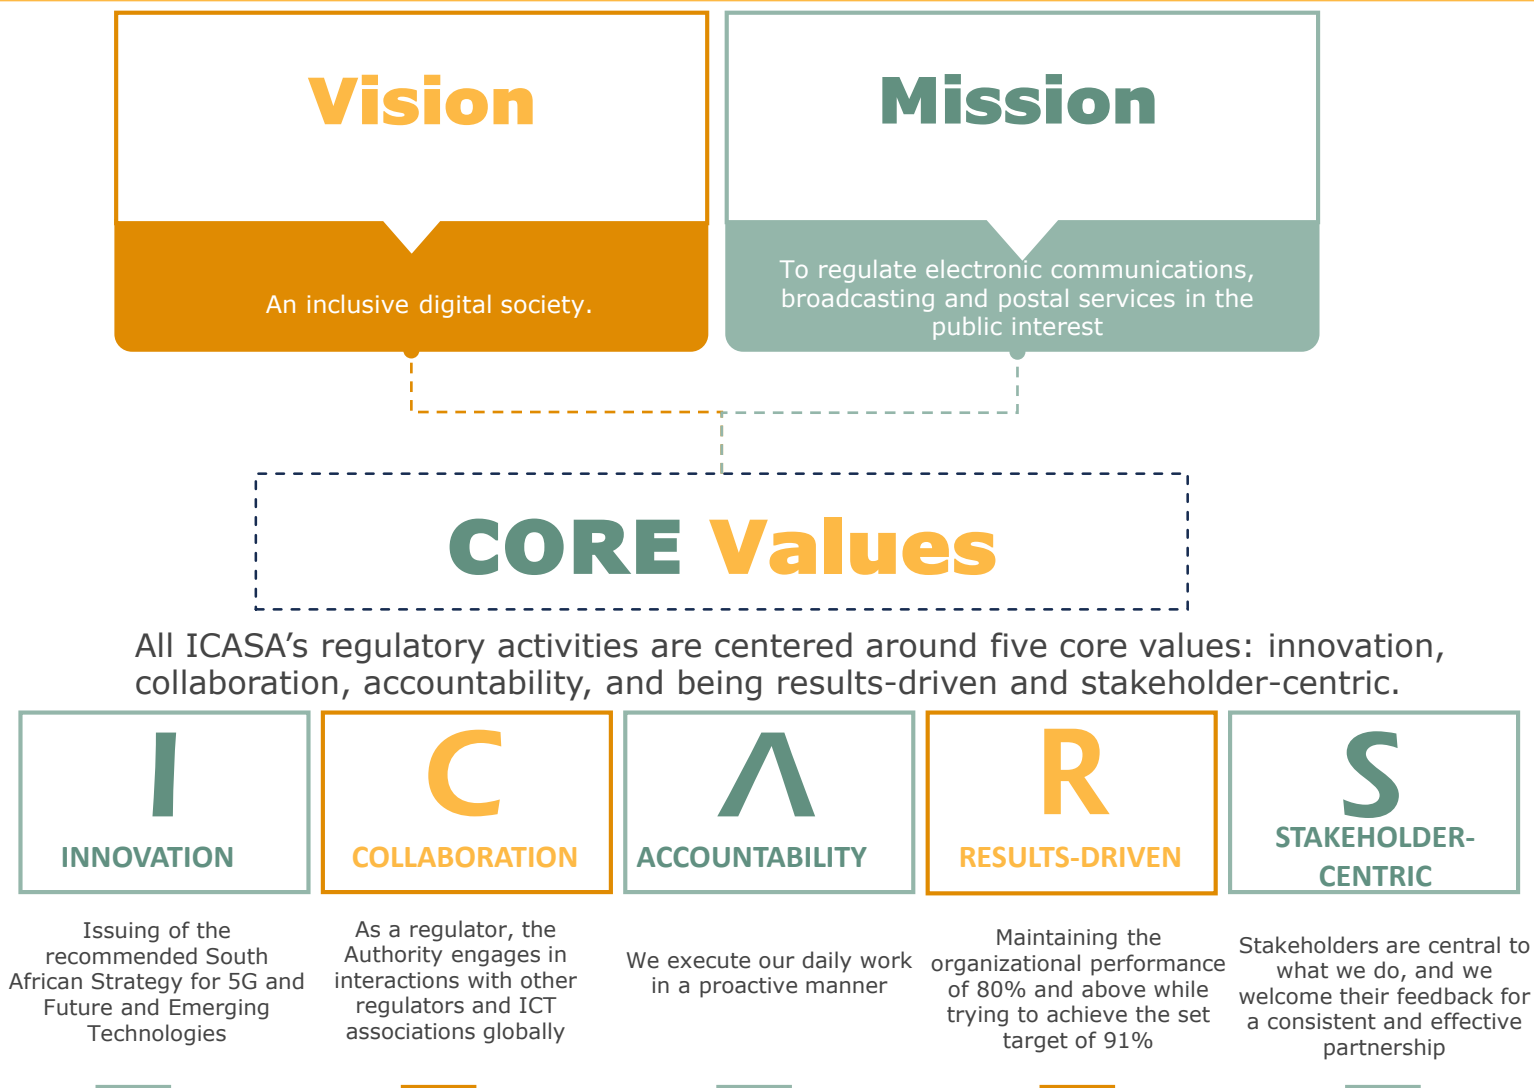 Vision
Mission
An inclusive digital society.
To regulate electronic communications,
broadcasting and postal services in the
public interest
CORE Values
All ICASA’s regulatory activities are centered around five core values: innovation,
collaboration, accountability, and being results-driven and stakeholder-centric.
I
INNOVATION
C
COLLABORATION
Λ
ACCOUNTABILITY
R
RESULTS-DRIVEN
S
STAKEHOLDER-
CENTRIC
Issuing of the
recommended South
African Strategy for 5G and
Future and Emerging
Technologies
As a regulator, the
Authority engages in
interactions with other
regulators and ICT
associations globally
We execute our daily work
in a proactive manner
Maintaining the
organizational performance
of 80% and above while
trying to achieve the set
target of 91%
Stakeholders are central to
what we do, and we
welcome their feedback for
a consistent and effective
partnership